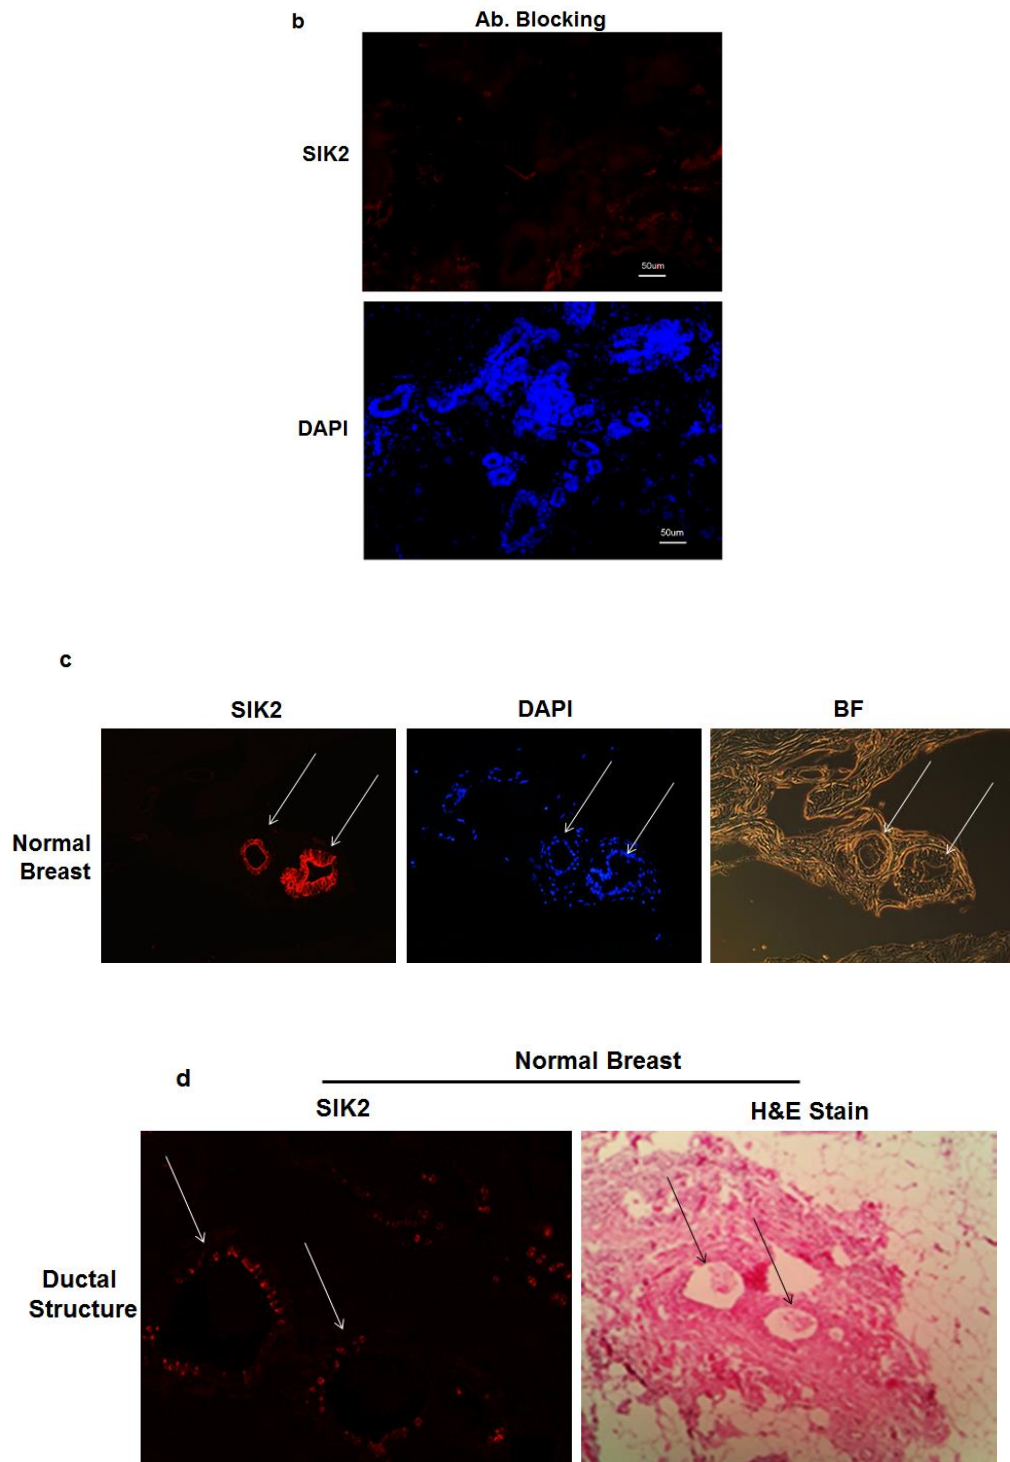 b
Ab. Blocking
SIK2
50um
DAPI
50um
c
SIK2
DAPI
BF
Normal
Breast
d
Normal Breast
SIK2
H&E Stain
Ductal
Structure